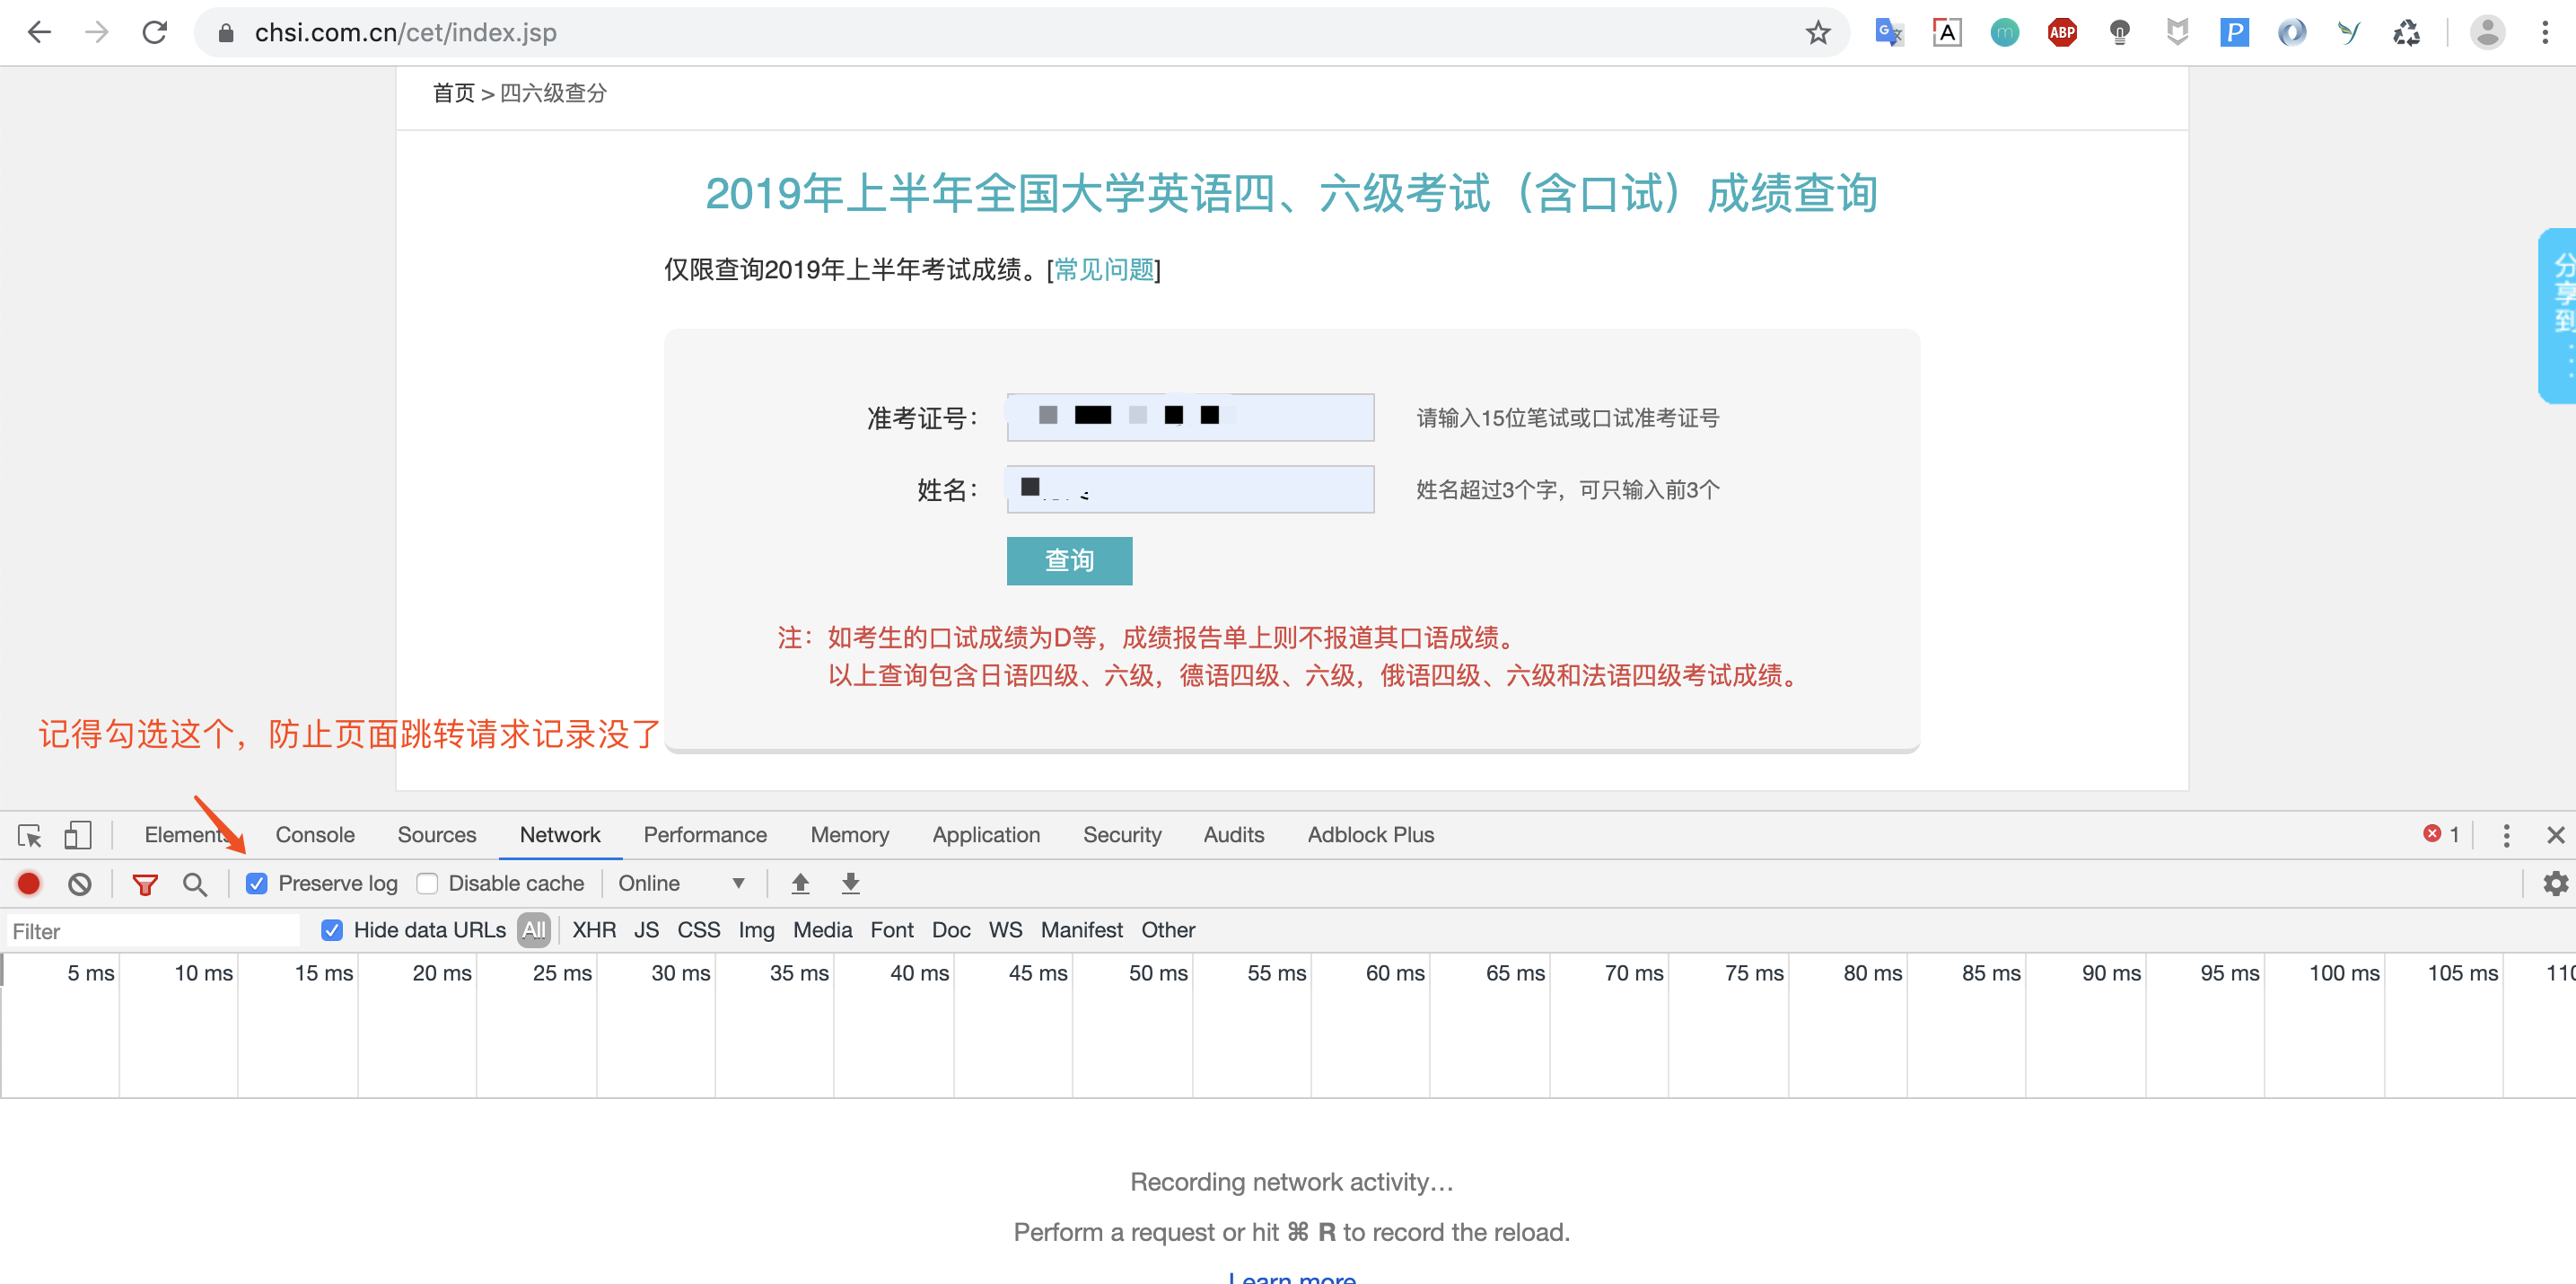 chsi.com.cn/cet/index.jsp
ABP
首页 > 四六级查分
2019年上半年全国大学英语四、六级考试（含口试）成绩查询
仅限查询2019年上半年考试成绩。[常见问题]
分享到
准考证号：
请输入15位笔试或口试准考证号
姓名：
姓名超过3个字，可只输入前3个
查询
注：如考生的口试成绩为D等，成绩报告单上则不报道其口语成绩。
以上查询包含日语四级、六级，德语四级、六级，俄语四级、六级和法语四级考试成绩。
记得勾选这个，防止页面跳转请求记录没了
Elements Console Sources Network Performance Memory Application Security Audits Adblock Plus 1
Preserve log Disable cache Online
Filter Hide data URLs All XHR JS CSS Img Media Font Doc WS Manifest Other
5 ms 10 ms 15 ms 20 ms 25 ms 30 ms 35 ms 40 ms 45 ms 50 ms 55 ms 60 ms 65 ms 70 ms 75 ms 80 ms 85 ms 90 ms 95 ms 100 ms 105 ms 110
Recording network activity…
Perform a request or hit ⌘ R to record the reload.
Learn more